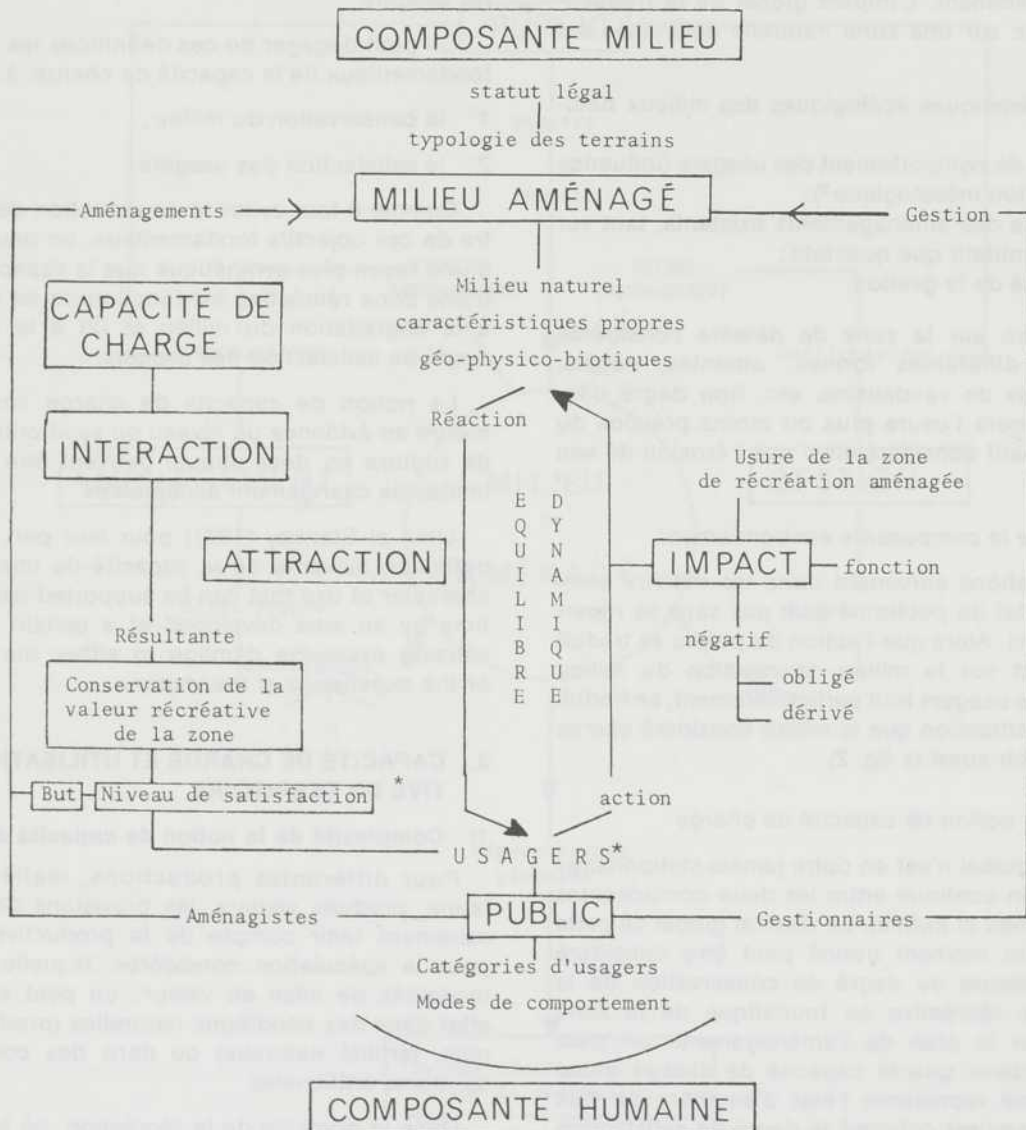 COMPOSANTE MILIEU
statut légal
typologie des terrains
MILIEU AMÉNAGÉ
Aménagements
Gestion
CAPACITÉ DE
CHARGE
Milieu naturel
caractéristiques propres
géo-physico-biotiques
Réaction
INTERACTION
Usure de la zone
de récréation aménagée
EQUILIBRE
DYNAMIQUE
ATTRACTION
IMPACT
fonction
négatif
obligé
dérivé
Résultante
Conservation de la
valeur récréative
de la zone
But
Niveau de satisfaction *
action
USAGERS*
Aménagistes
PUBLIC
Gestionnaires
Catégories d'usagers
Modes de comportement
COMPOSANTE HUMAINE